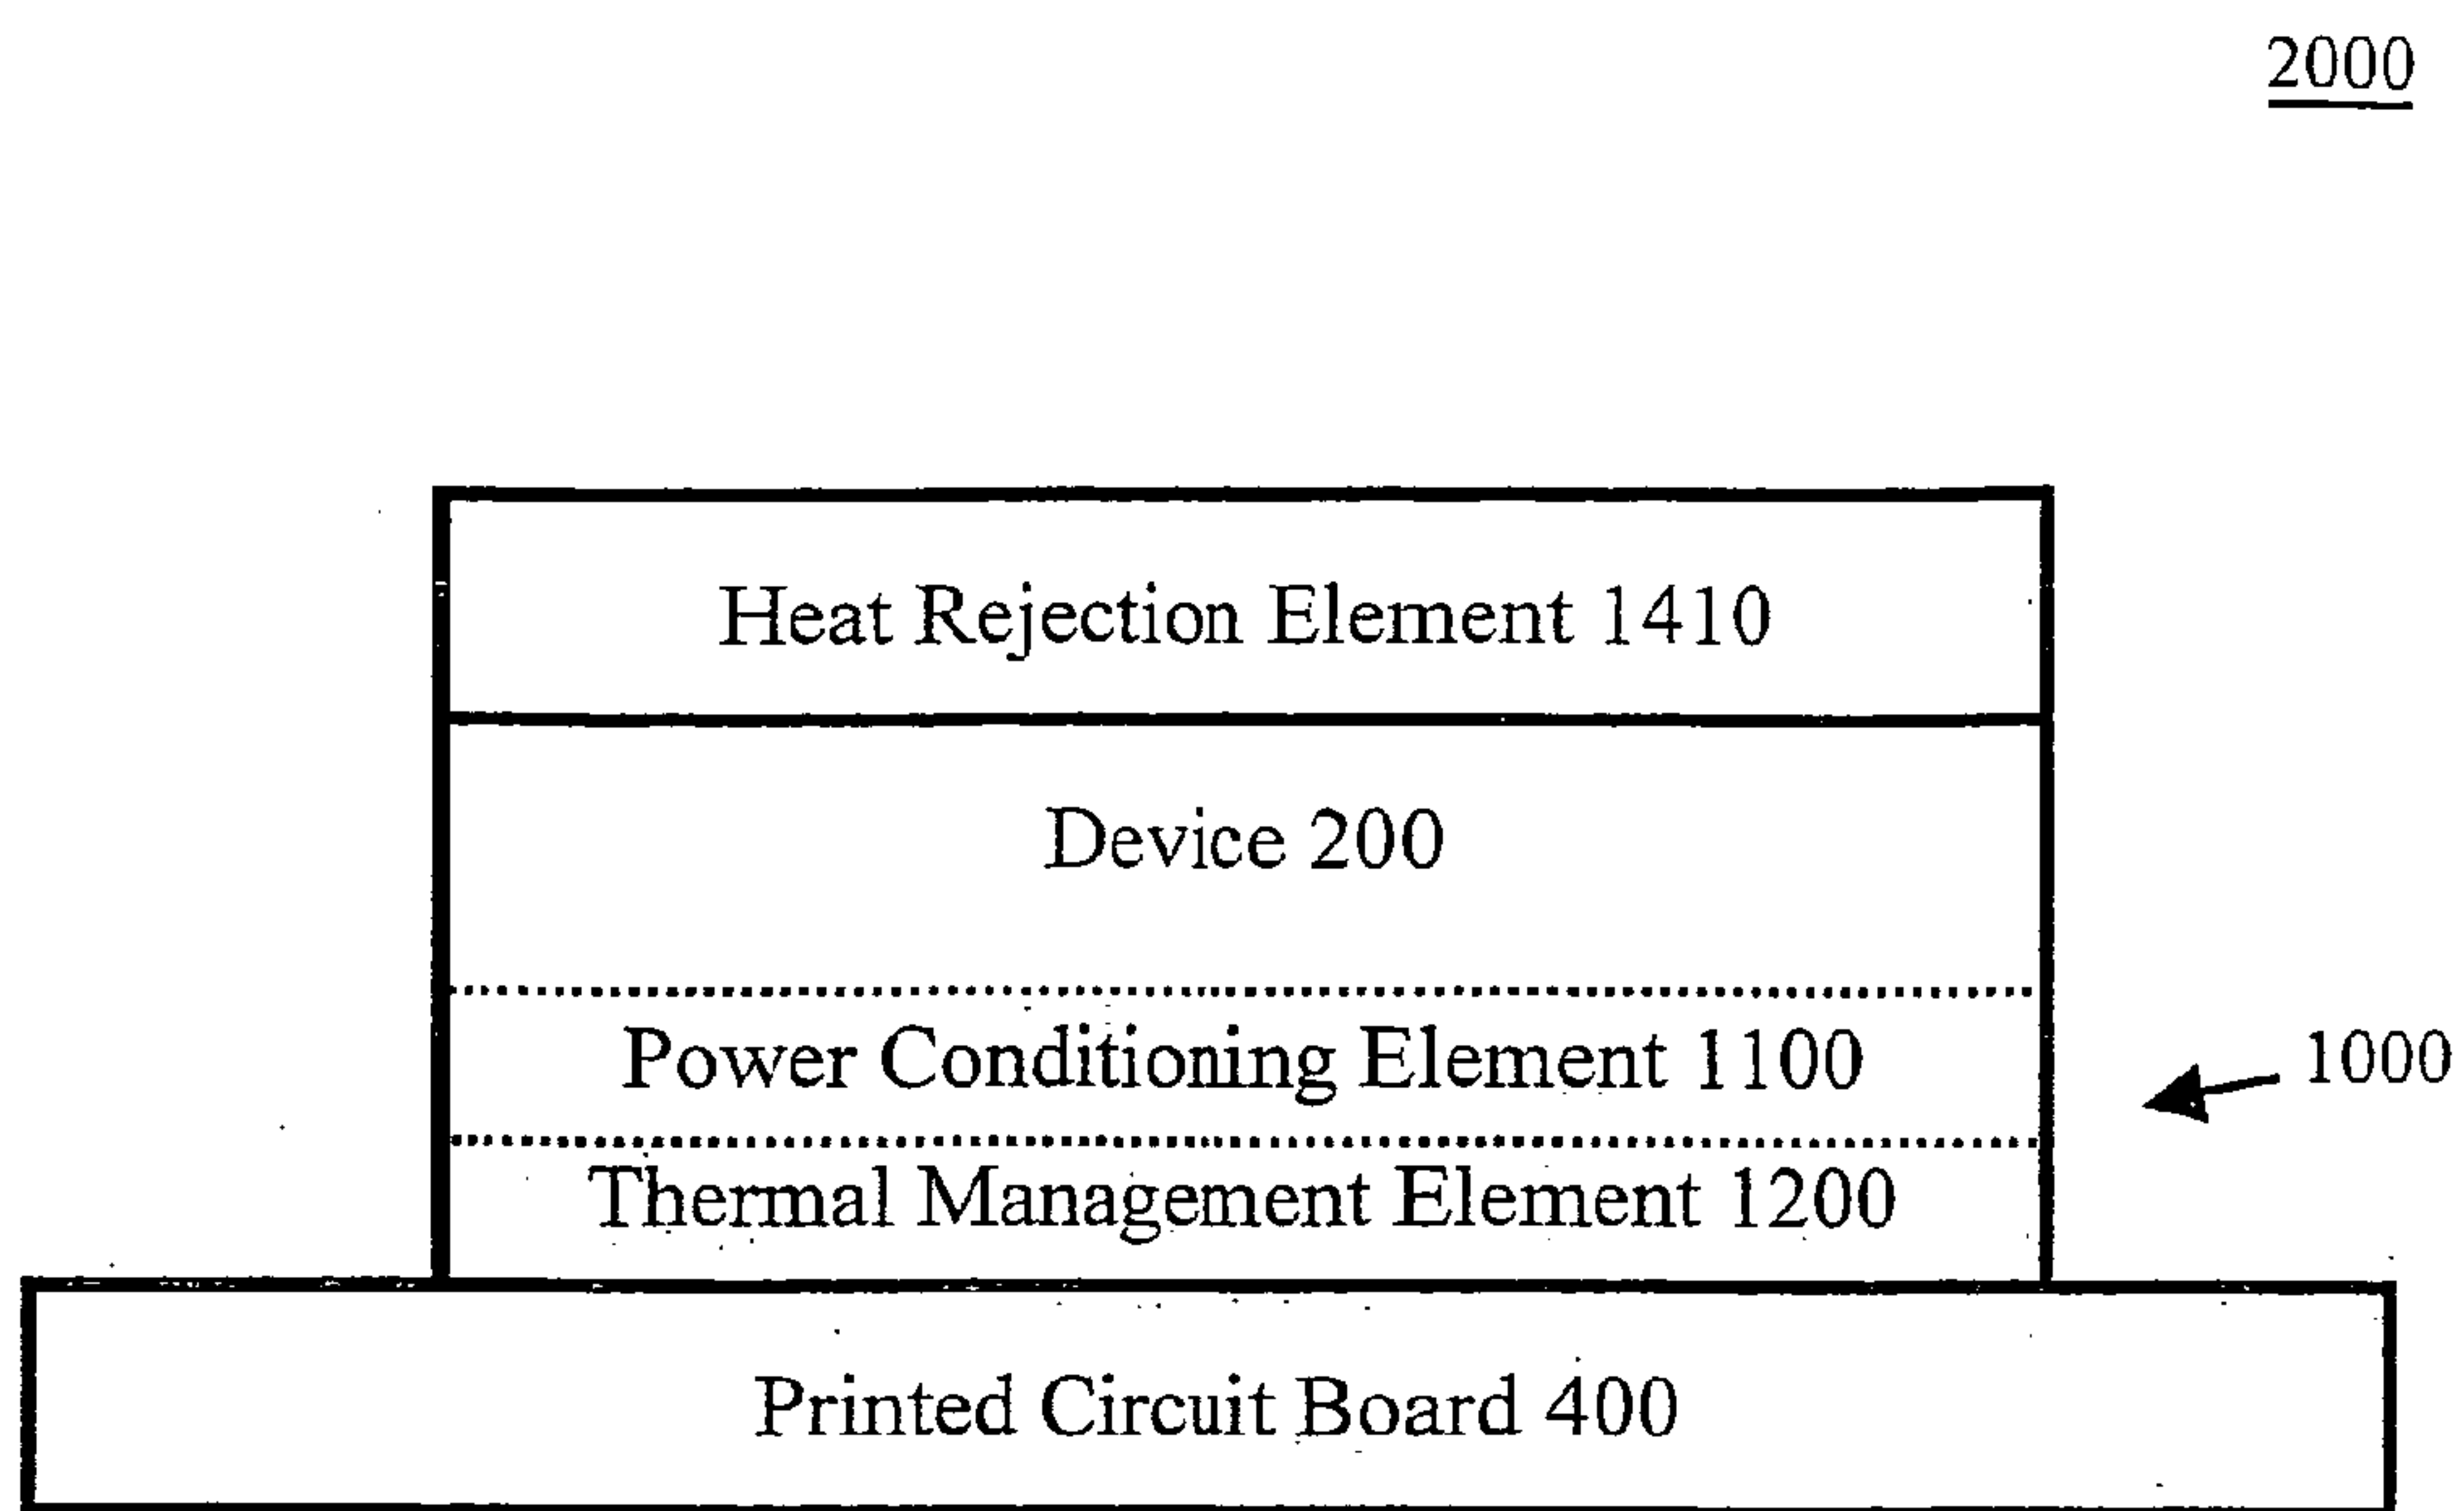 2000
Heat Rejection Element 1410
Device 200
Power Conditioning Element 1100
1000
Thermal Management Element 1200
Printed Circuit Board 400